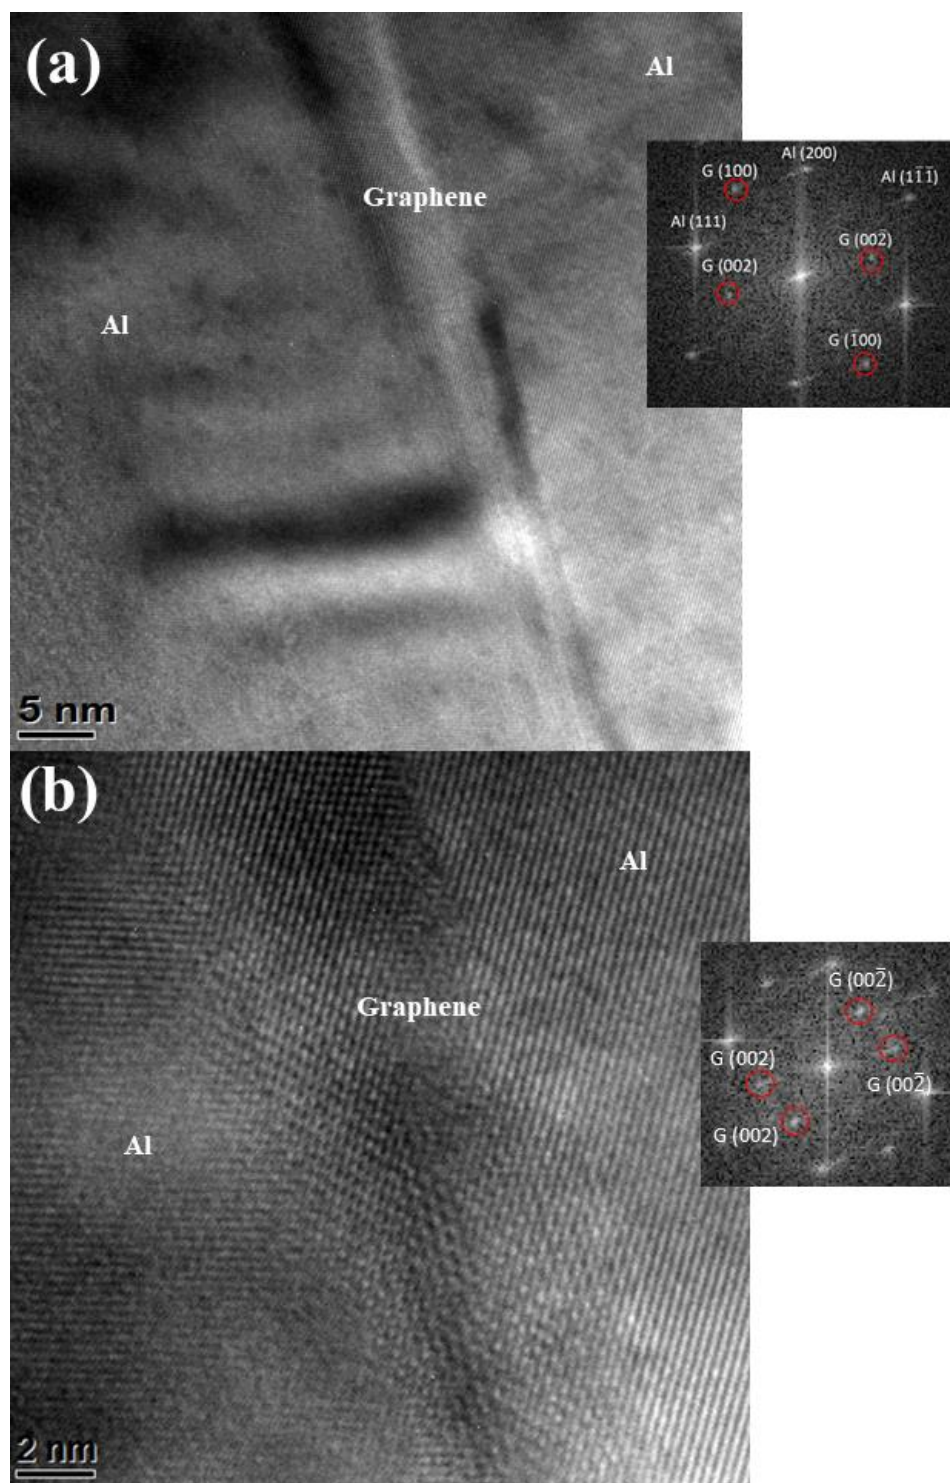 (a)
Al
Graphene
Al
5 nm
Al (200)
G (100)
Al (11̅1̅)
Al (111)
G (002̅)
G (002)
G (1̅00)
(b)
Al
Graphene
Al
2 nm
G (002̅)
G (002)
G (002̅)
G (002)